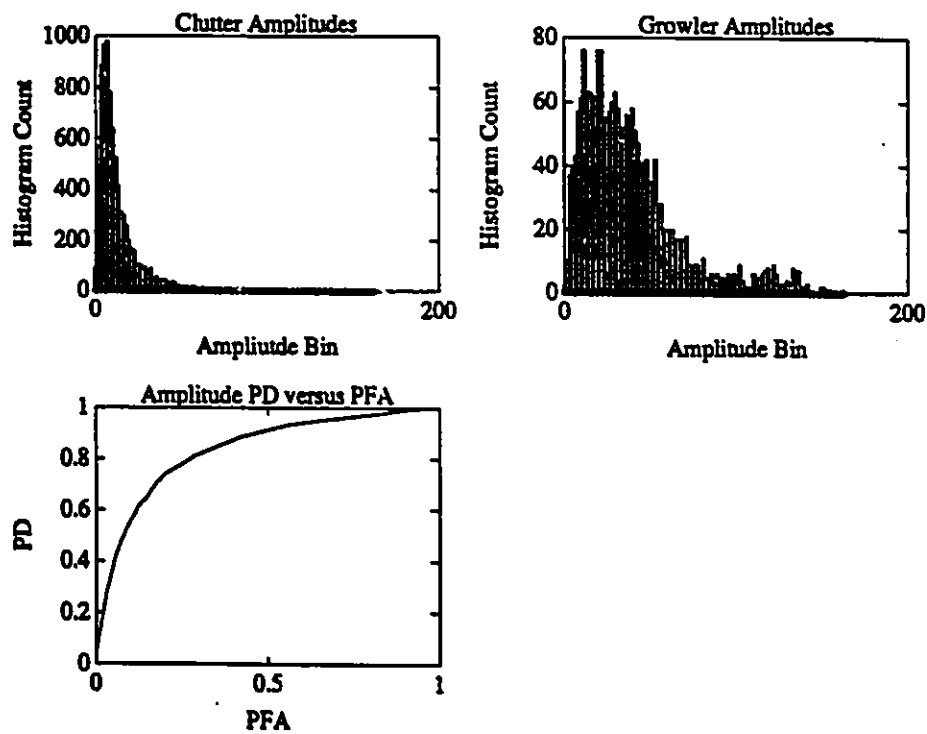 Clutter Amplitudes
1000
800
600
400
200
0
Histogram Count
0
200
Ampliutde Bin
Growler Amplitudes
80
60
40
20
0
Histogram Count
0
200
Amplitude Bin
Amplitude PD versus PFA
1
0.8
0.6
0.4
0.2
0
PD
0
0.5
1
PFA